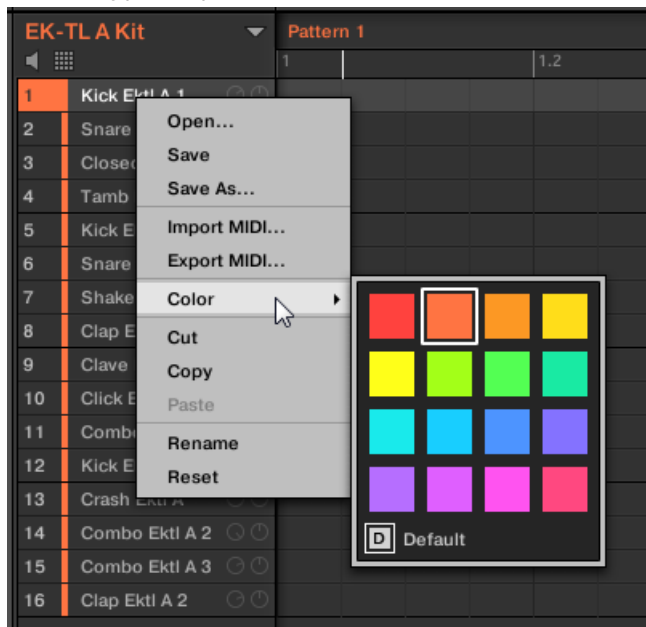 EK-TL A Kit
Pattern 1
1
1.2
1 Kick Ektl A 1
2 Snare
3 Closed
4 Tamb
5 Kick E
6 Snare
7 Shake
8 Clap E
9 Clave
10 Click E
11 Combo
12 Kick E
13 Crash Ektl A
14 Combo Ektl A 2
15 Combo Ektl A 3
16 Clap Ektl A 2
Open...
Save
Save As...
Import MIDI...
Export MIDI...
Color
Cut
Copy
Paste
Rename
Reset
D Default